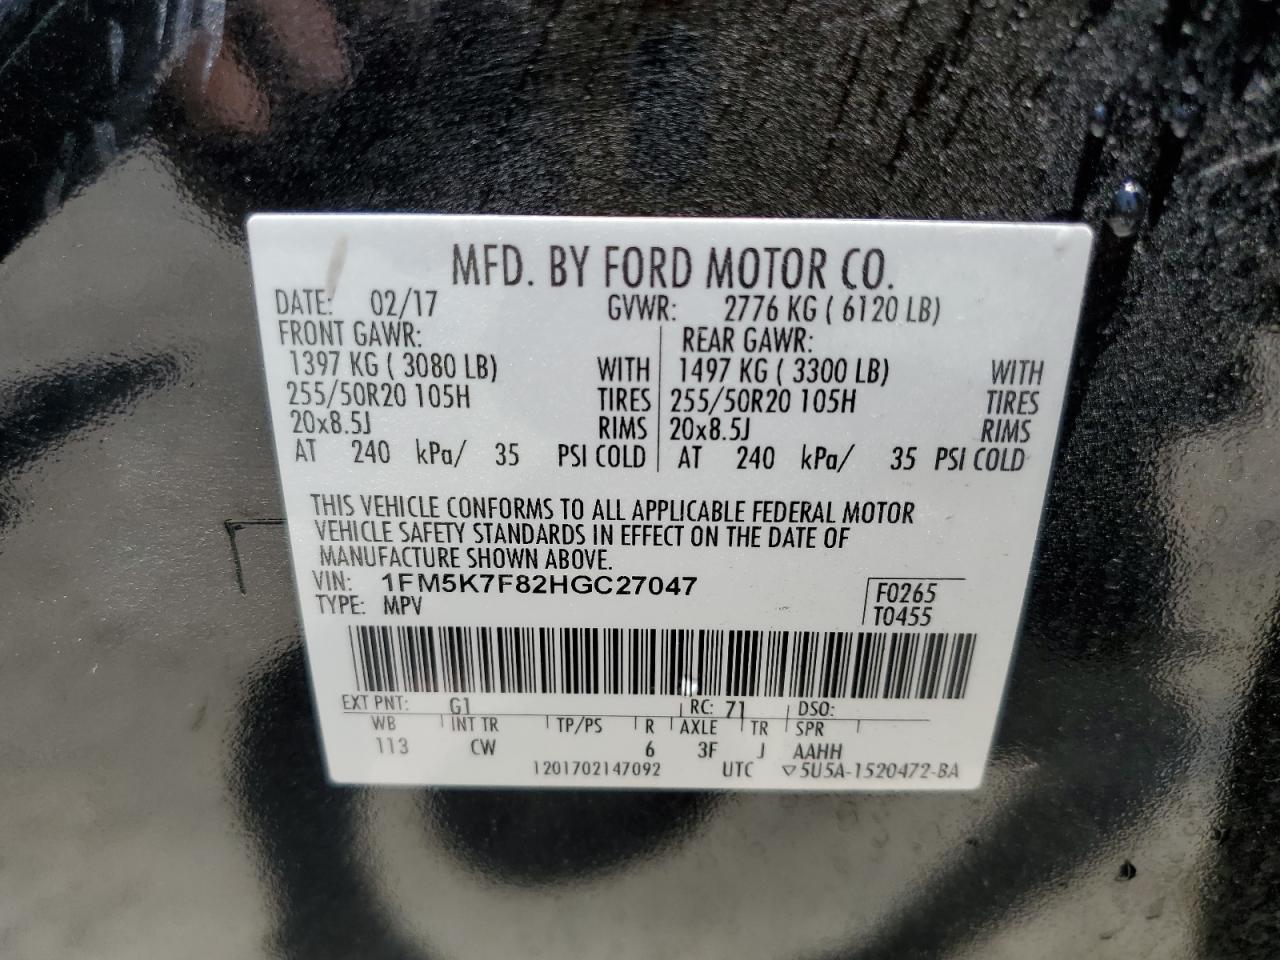 MFD. BY FORD MOTOR CO.
DATE: 02/17 GVWR: 2776 KG ( 6120 LB)
FRONT GAWR: REAR GAWR:
1397 KG ( 3080 LB) WITH 1497 KG ( 3300 LB) WITH
255/50R20 105H TIRES 255/50R20 105H TIRES
20x8.5J RIMS 20x8.5J RIMS
AT 240 kPa/ 35 PSI COLD AT 240 kPa/ 35 PSI COLD
THIS VEHICLE CONFORMS TO ALL APPLICABLE FEDERAL MOTOR
VEHICLE SAFETY STANDARDS IN EFFECT ON THE DATE OF
MANUFACTURE SHOWN ABOVE.
VIN: 1FM5K7F82HGC27047 F0265
TYPE: MPV T0455
EXT PNT: G1 RC: 71 DSO:
WB INT TR TP/PS R AXLE TR SPR
113 CW 6 3F J AAHH
1201702147092 UTC ▽5U5A-1520472-BA